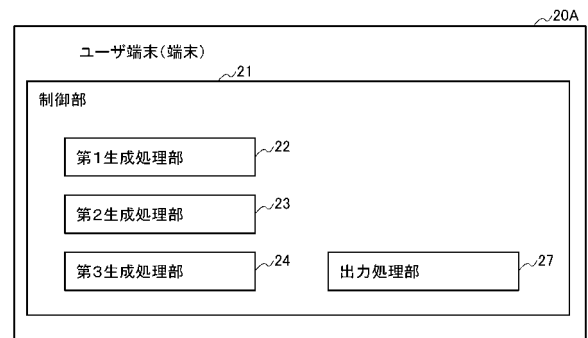 20A
ユーザ端末(端末)
21
制御部
第1生成処理部
22
第2生成処理部
23
第3生成処理部
24
出力処理部
27